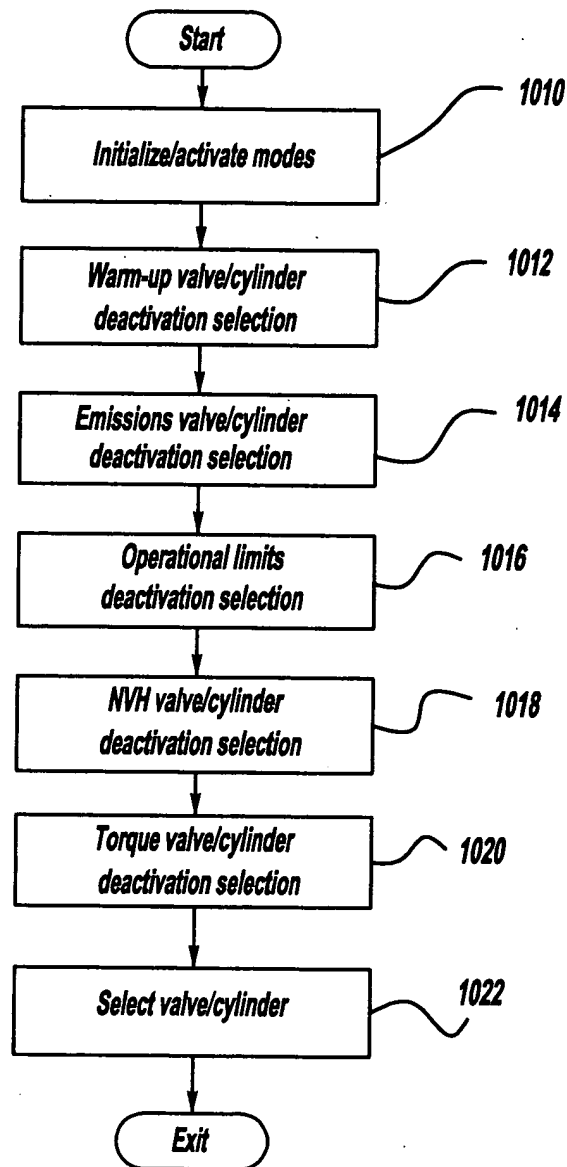 Start
Initialize/activate modes
1010
Warm-up valve/cylinder
deactivation selection
1012
Emissions valve/cylinder
deactivation selection
1014
Operational limits
deactivation selection
1016
NVH valve/cylinder
deactivation selection
1018
Torque valve/cylinder
deactivation selection
1020
Select valve/cylinder
1022
Exit